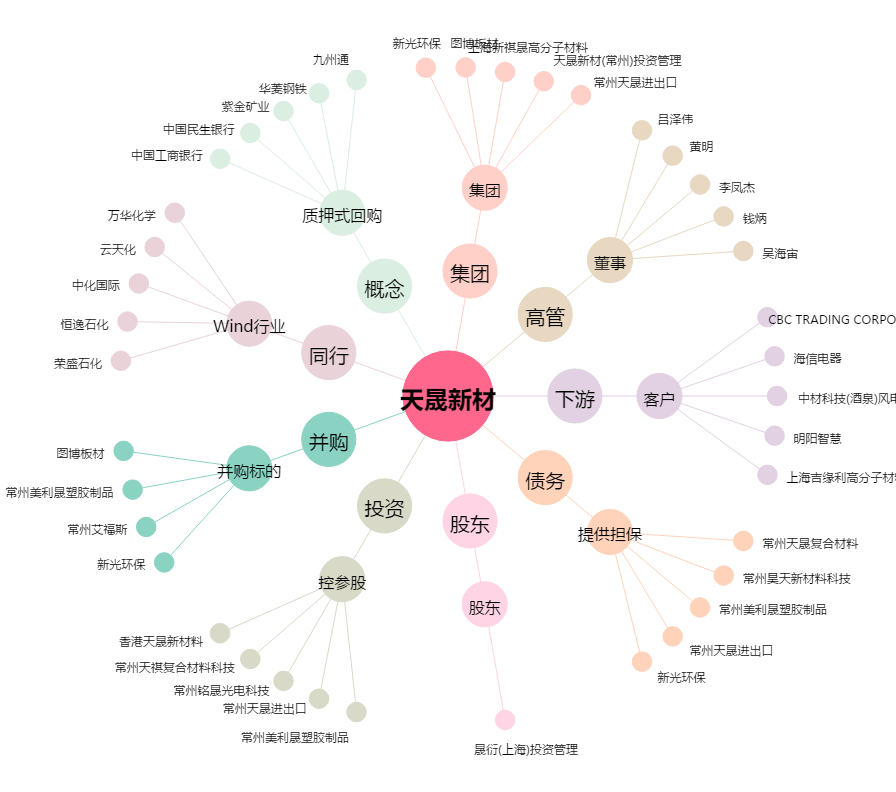 天晟新材
集团
集团
新光环保
图博板材
上海新祺晟高分子材料
天晟新材(常州)投资管理
常州天晟进出口
高管
董事
吕泽伟
黄明
李凤杰
钱炳
吴海宙
下游
客户
CBC TRADING CORPO
海信电器
中材科技(酒泉)风电
明阳智慧
上海吉缘利高分子材
债务
提供担保
常州天晟复合材料
常州昊天新材料科技
常州美利晟塑胶制品
常州天晟进出口
新光环保
股东
股东
晟衍(上海)投资管理
投资
控参股
常州美利晟塑胶制品
常州天晟进出口
常州铭晟光电科技
常州天祺复合材料科技
香港天晟新材料
并购
并购标的
新光环保
常州艾福斯
常州美利晟塑胶制品
图博板材
同行
Wind行业
荣盛石化
恒逸石化
中化国际
云天化
万华化学
概念
质押式回购
中国工商银行
中国民生银行
紫金矿业
华菱钢铁
九州通